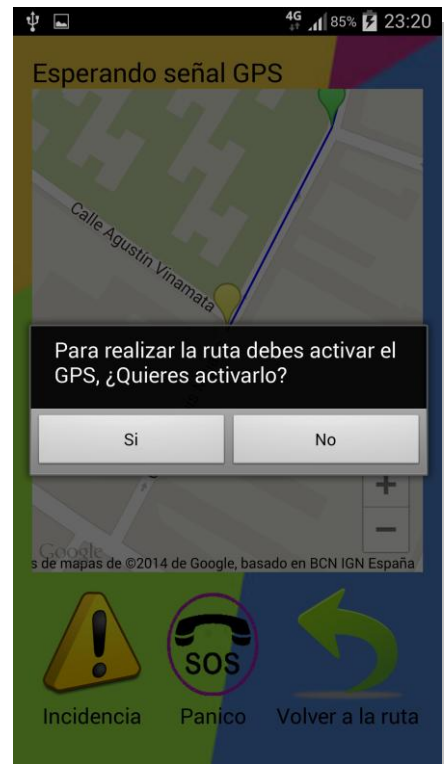 4G 85% 23:20
Esperando señal GPS
Calle Agustín Vinamata
Para realizar la ruta debes activar el
GPS, ¿Quieres activarlo?
Si No
+
−
Google
s de mapas de ©2014 de Google, basado en BCN IGN España
SOS
Incidencia Panico Volver a la ruta